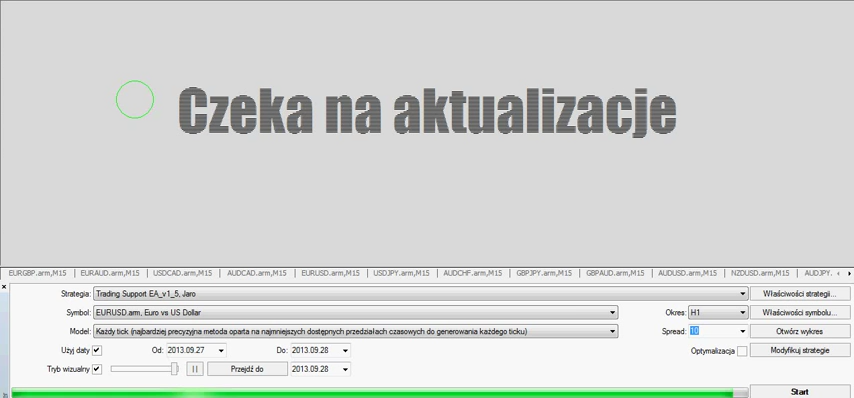 Czeka na aktualizacje
EURGBP.arm,M15 EURAUD.arm,M15 USDCAD.arm,M15 AUDCAD.arm,M15 EURUSD.arm,M15 USDJPY.arm,M15 AUDCHF.arm,M15 GBPJPY.arm,M15 GBPAUD.arm,M15 AUDUSD.arm,M15 NZDUSD.arm,M15 AUDJPY.
Strategia: Trading Support EA_v1_5, Jaro Właściwości strategii...
Symbol: EURUSD.arm, Euro vs US Dollar Okres: H1 Właściwości symbolu...
Model: Każdy tick (najbardziej precyzyjna metoda oparta na najmniejszych dostępnych przedziałach czasowych do generowania każdego ticku) Spread: 10 Otwórz wykres
Użyj daty Od: 2013.09.27 Do: 2013.09.28 Optymalizacja Modyfikuj strategie
Tryb wizualny Przejdź do 2013.09.28
Start